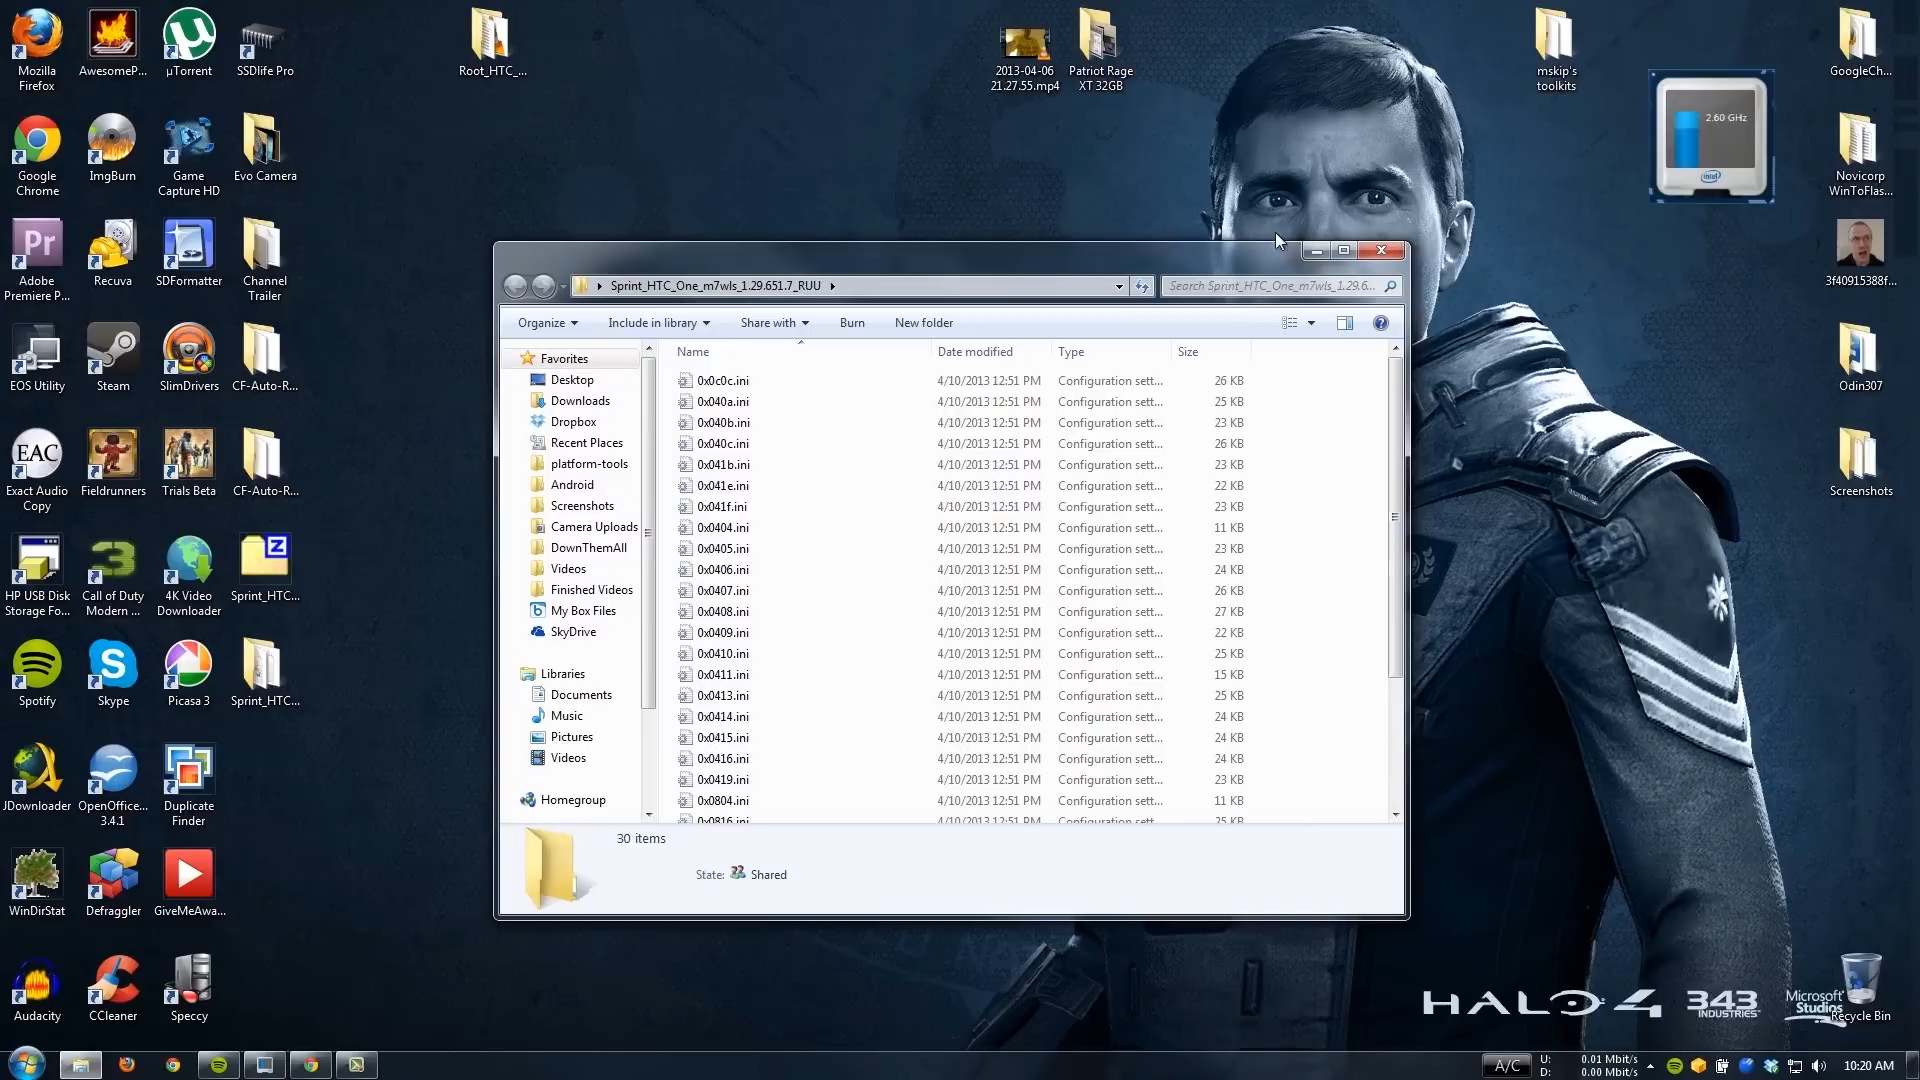 Mozilla
Firefox
AwesomeP...
µTorrent
SSDlife Pro
Root_HTC_...
2013-04-06
21.27.55.mp4
Patriot Rage
XT 32GB
mskip's
toolkits
GoogleCh...
2.60 GHz
intel
Google
Chrome
ImgBurn
Game
Capture HD
Evo Camera
Novicorp
WinToFlas...
Pr
Adobe
Premiere P...
Recuva
SDFormatter
Channel
Trailer
3f40915388f...
EOS Utility
Steam
SlimDrivers
CF-Auto-R...
Odin307
EAC
Exact Audio
Copy
Fieldrunners
Trials Beta
CF-Auto-R...
Screenshots
HP USB Disk
Storage Fo...
Call of Duty
Modern ...
4K Video
Downloader
Z
Sprint_HTC...
Spotify
Skype
Picasa 3
Sprint_HTC...
JDownloader
OpenOffice...
3.4.1
Duplicate
Finder
WinDirStat
Defraggler
GiveMeAwa...
Audacity
CCleaner
Speccy
Sprint_HTC_One_m7wls_1.29.651.7_RUU
Search Sprint_HTC_One_m7wls_1.29.6...
Organize
Include in library
Share with
Burn
New folder
Favorites
Desktop
Downloads
Dropbox
Recent Places
platform-tools
Android
Screenshots
Camera Uploads
DownThemAll
Videos
Finished Videos
My Box Files
SkyDrive
Libraries
Documents
Music
Pictures
Videos
Homegroup
Name Date modified Type Size
0x0c0c.ini 4/10/2013 12:51 PM Configuration sett... 26 KB
0x040a.ini 4/10/2013 12:51 PM Configuration sett... 25 KB
0x040b.ini 4/10/2013 12:51 PM Configuration sett... 23 KB
0x040c.ini 4/10/2013 12:51 PM Configuration sett... 26 KB
0x041b.ini 4/10/2013 12:51 PM Configuration sett... 23 KB
0x041e.ini 4/10/2013 12:51 PM Configuration sett... 22 KB
0x041f.ini 4/10/2013 12:51 PM Configuration sett... 23 KB
0x0404.ini 4/10/2013 12:51 PM Configuration sett... 11 KB
0x0405.ini 4/10/2013 12:51 PM Configuration sett... 23 KB
0x0406.ini 4/10/2013 12:51 PM Configuration sett... 24 KB
0x0407.ini 4/10/2013 12:51 PM Configuration sett... 26 KB
0x0408.ini 4/10/2013 12:51 PM Configuration sett... 27 KB
0x0409.ini 4/10/2013 12:51 PM Configuration sett... 22 KB
0x0410.ini 4/10/2013 12:51 PM Configuration sett... 25 KB
0x0411.ini 4/10/2013 12:51 PM Configuration sett... 15 KB
0x0413.ini 4/10/2013 12:51 PM Configuration sett... 25 KB
0x0414.ini 4/10/2013 12:51 PM Configuration sett... 24 KB
0x0415.ini 4/10/2013 12:51 PM Configuration sett... 24 KB
0x0416.ini 4/10/2013 12:51 PM Configuration sett... 24 KB
0x0419.ini 4/10/2013 12:51 PM Configuration sett... 23 KB
0x0804.ini 4/10/2013 12:51 PM Configuration sett... 11 KB
0x0816.ini 4/10/2013 12:51 PM Configuration sett... 25 KB
30 items
State: Shared
HALO 4
343
INDUSTRIES
Microsoft
Studios
Recycle Bin
A/C
U: 0.01 Mbit/s
D: 0.00 Mbit/s
10:20 AM